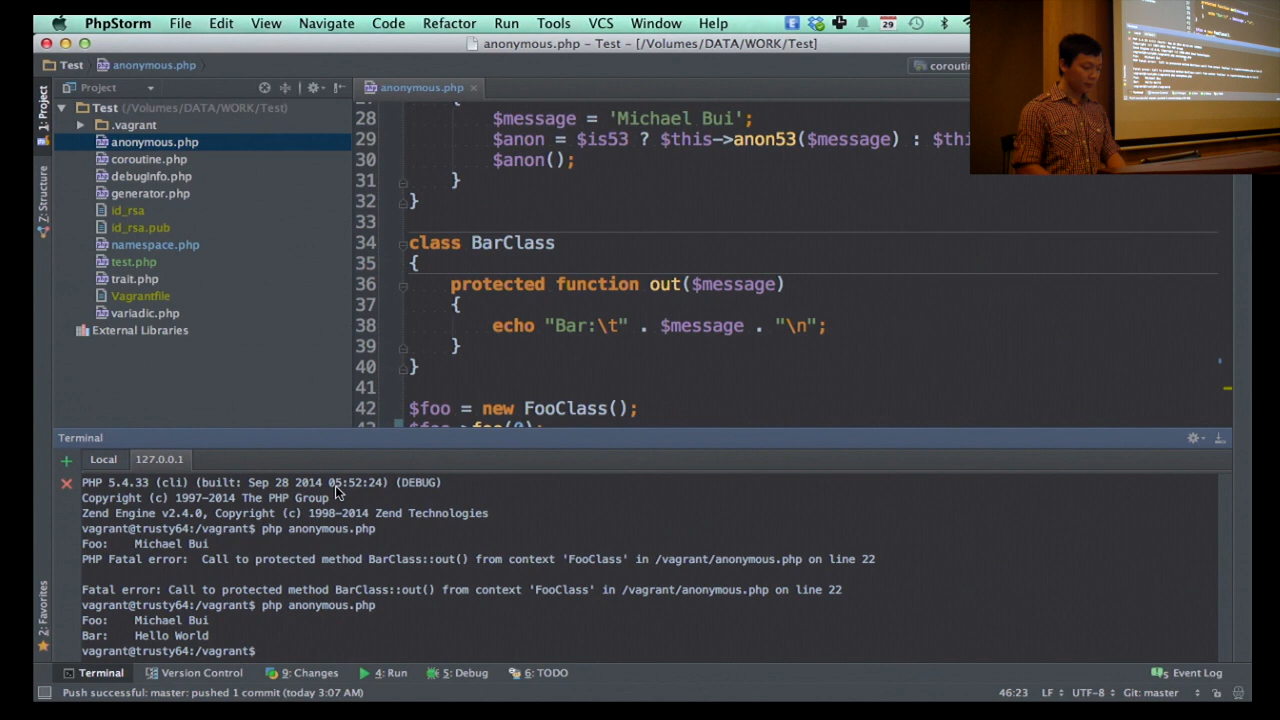 PhpStorm File Edit View Navigate Code Refactor Run Tools VCS Window Help
29
anonymous.php - Test - [/Volumes/DATA/WORK/Test]
Test anonymous.php
Project
anonymous.php
1: Project
Z: Structure
2: Favorites
Test (/Volumes/DATA/WORK/Test)
.vagrant
anonymous.php
coroutine.php
debugInfo.php
generator.php
id_rsa
id_rsa.pub
namespace.php
test.php
trait.php
Vagrantfile
variadic.php
External Libraries
28 $message = 'Michael Bui';
29 $anon = $is53 ? $this->anon53($message) :
30 $anon();
31 }
32 }
33
34 class BarClass
35 {
36 protected function out($message)
37 {
38 echo "Bar:\t" . $message . "\n";
39 }
40 }
41
42 $foo = new FooClass();
Terminal
Local 127.0.0.1
PHP 5.4.33 (cli) (built: Sep 28 2014 05:52:24) (DEBUG)
Copyright (c) 1997-2014 The PHP Group
Zend Engine v2.4.0, Copyright (c) 1998-2014 Zend Technologies
vagrant@trusty64:/vagrant$ php anonymous.php
Foo: Michael Bui
PHP Fatal error: Call to protected method BarClass::out() from context 'FooClass' in /vagrant/anonymous.php on line 22
Fatal error: Call to protected method BarClass::out() from context 'FooClass' in /vagrant/anonymous.php on line 22
vagrant@trusty64:/vagrant$ php anonymous.php
Foo: Michael Bui
Bar: Hello World
vagrant@trusty64:/vagrant$
Terminal Version Control 9: Changes 4: Run 5: Debug 6: TODO Event Log
Push successful: master: pushed 1 commit (today 3:07 AM) 46:23 LF UTF-8 Git: master